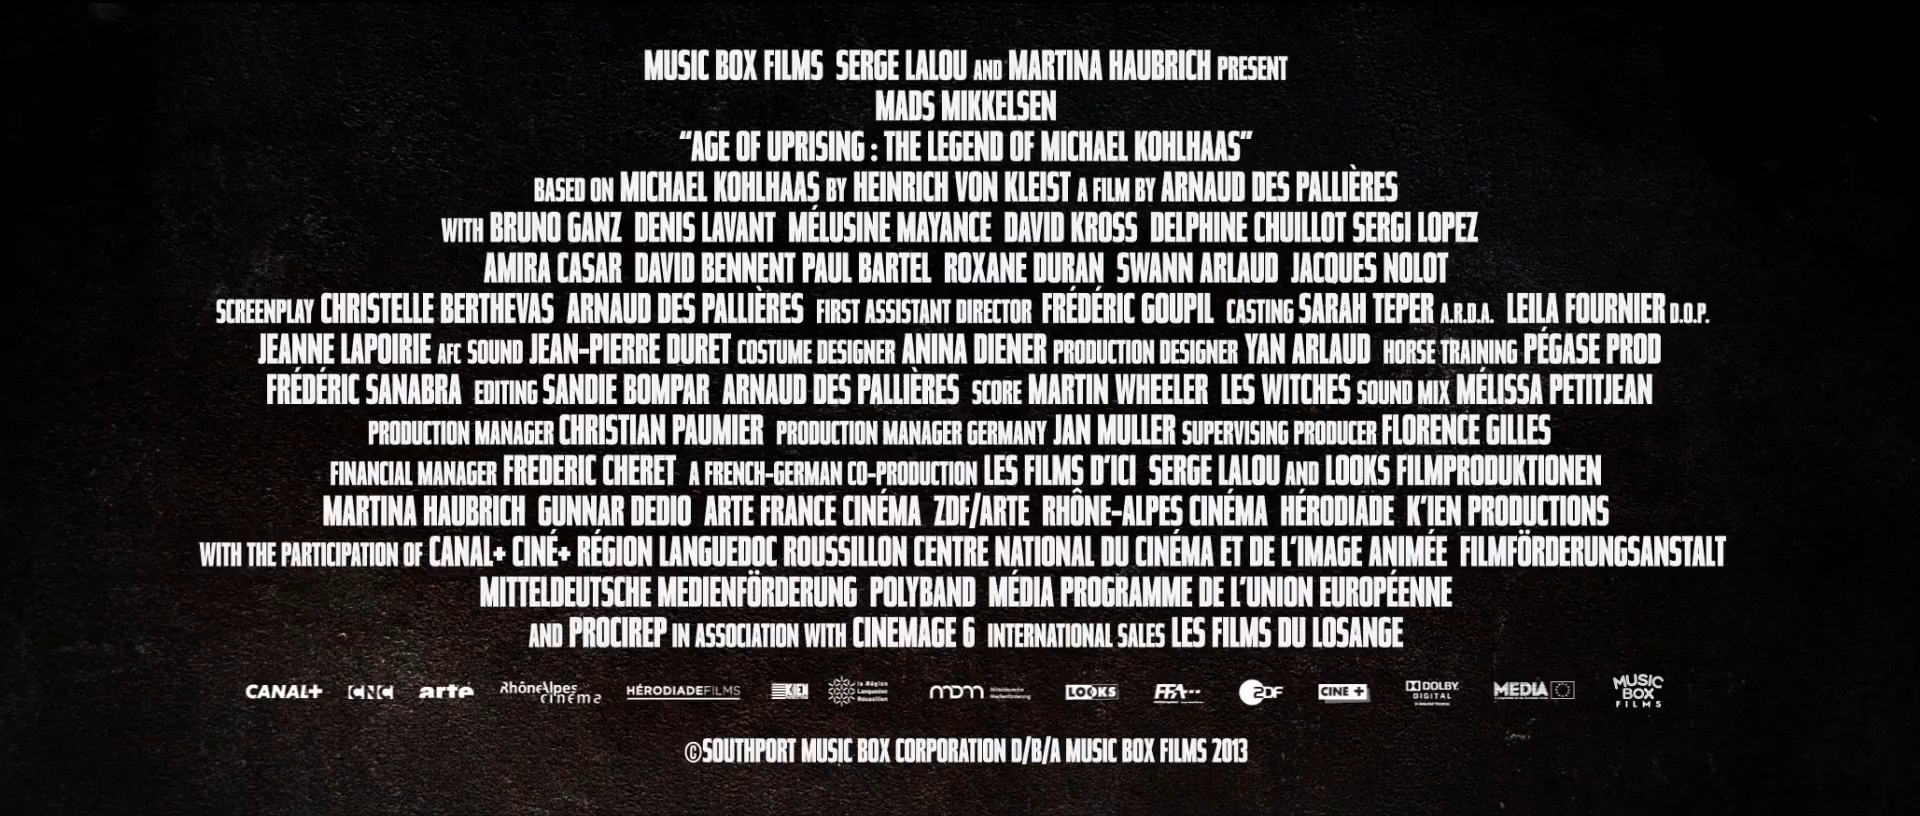 MUSIC BOX FILMS SERGE LALOU AND MARTINA HAUBRICH PRESENT
MADS MIKKELSEN
“AGE OF UPRISING : THE LEGEND OF MICHAEL KOHLHAAS”
BASED ON MICHAEL KOHLHAAS BY HEINRICH VON KLEIST A FILM BY ARNAUD DES PALLIÈRES
WITH BRUNO GANZ DENIS LAVANT MÉLUSINE MAYANCE DAVID KROSS DELPHINE CHUILLOT SERGI LOPEZ
AMIRA CASAR DAVID BENNENT PAUL BARTEL ROXANE DURAN SWANN ARLAUD JACQUES NOLOT
SCREENPLAY CHRISTELLE BERTHEVAS ARNAUD DES PALLIÈRES FIRST ASSISTANT DIRECTOR FRÉDÉRIC GOUPIL CASTING SARAH TEPER A.R.D.A. LEILA FOURNIER D.O.P.
JEANNE LAPOIRIE AFC SOUND JEAN-PIERRE DURET COSTUME DESIGNER ANINA DIENER PRODUCTION DESIGNER YAN ARLAUD HORSE TRAINING PÉGASE PROD
FRÉDÉRIC SANABRA EDITING SANDIE BOMPAR ARNAUD DES PALLIÈRES SCORE MARTIN WHEELER LES WITCHES SOUND MIX MÉLISSA PETITJEAN
PRODUCTION MANAGER CHRISTIAN PAUMIER PRODUCTION MANAGER GERMANY JAN MULLER SUPERVISING PRODUCER FLORENCE GILLES
FINANCIAL MANAGER FREDERIC CHERET A FRENCH-GERMAN CO-PRODUCTION LES FILMS D'ICI SERGE LALOU AND LOOKS FILMPRODUKTIONEN
MARTINA HAUBRICH GUNNAR DEDIO ARTE FRANCE CINÉMA ZDF/ARTE RHÔNE-ALPES CINÉMA HÉRODIADE K'IEN PRODUCTIONS
WITH THE PARTICIPATION OF CANAL+ CINÉ+ RÉGION LANGUEDOC ROUSSILLON CENTRE NATIONAL DU CINÉMA ET DE L'IMAGE ANIMÉE FILMFÖRDERUNGSANSTALT
MITTELDEUTSCHE MEDIENFÖRDERUNG POLYBAND MÉDIA PROGRAMME DE L'UNION EUROPÉENNE
AND PROCIREP IN ASSOCIATION WITH CINEMAGE 6 INTERNATIONAL SALES LES FILMS DU LOSANGE
CANAL+ CNC arte RhôneAlpes cinéma HÉRODIADEFILMS KIEN la Région Languedoc Roussillon mDm Mitteldeutsche Medienförderung LOOKS FFA ZDF CINE + DOLBY DIGITAL MEDIA MUSIC BOX FILMS
©SOUTHPORT MUSIC BOX CORPORATION D/B/A MUSIC BOX FILMS 2013